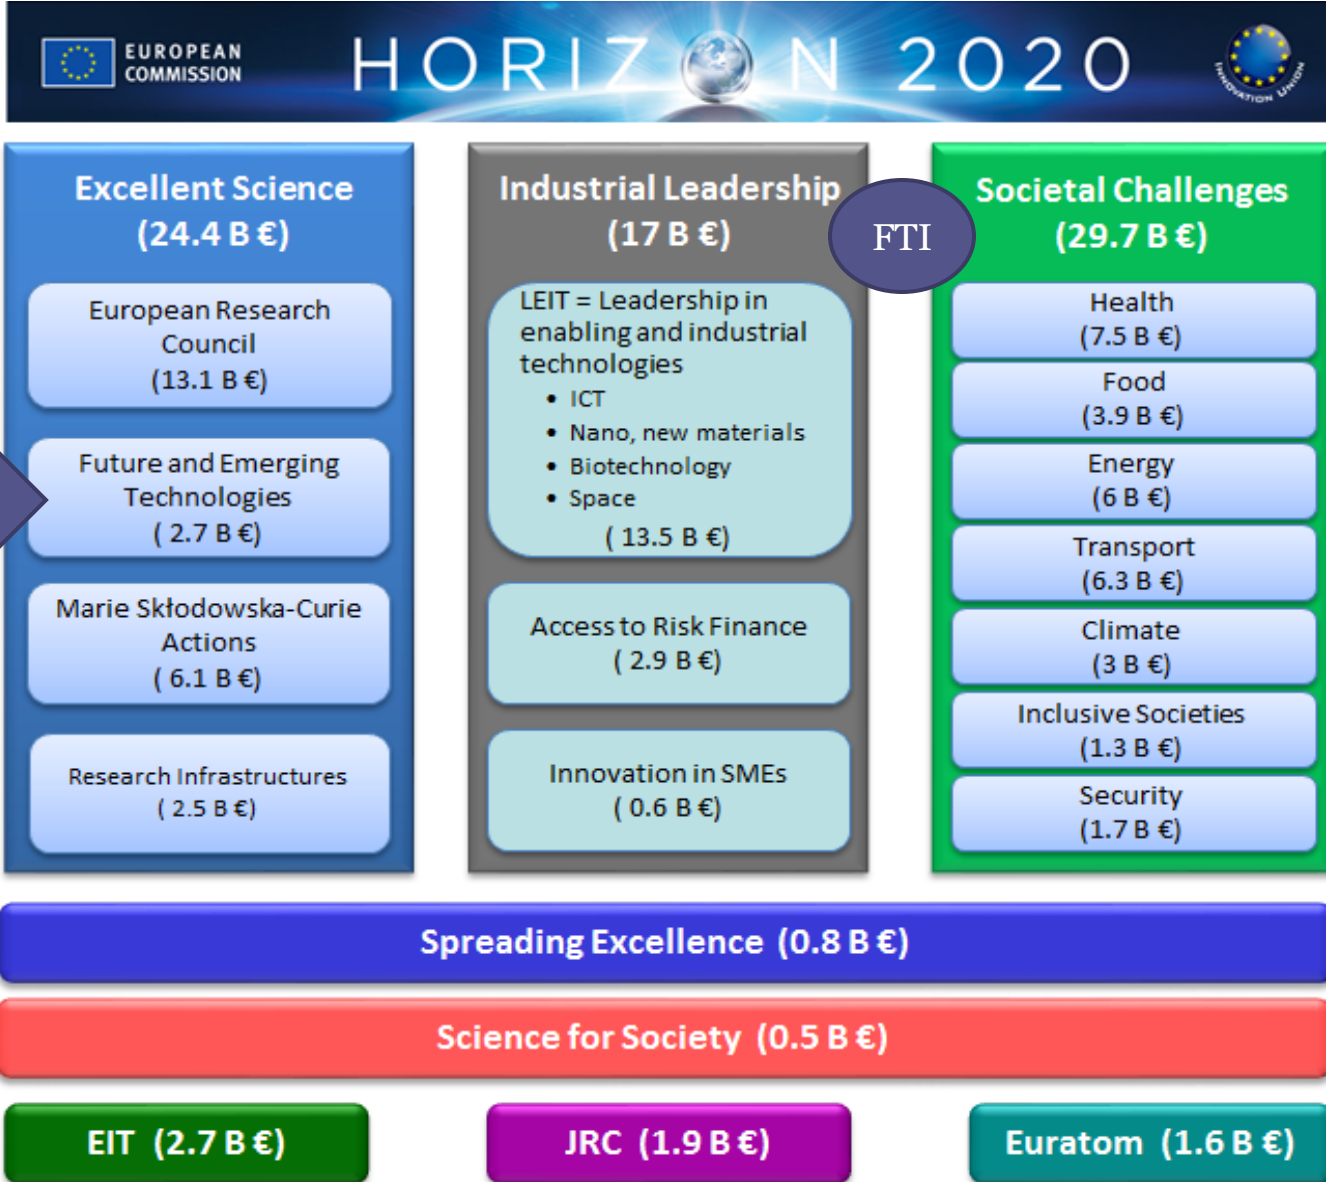 EUROPEAN
COMMISSION
HORIZON 2020
INNOVATION UNION
Excellent Science
(24.4 B €)
European Research
Council
(13.1 B €)
Future and Emerging
Technologies
( 2.7 B €)
Marie Skłodowska-Curie
Actions
( 6.1 B €)
Research Infrastructures
( 2.5 B €)
Industrial Leadership
(17 B €)
LEIT = Leadership in
enabling and industrial
technologies
• ICT
• Nano, new materials
• Biotechnology
• Space
( 13.5 B €)
Access to Risk Finance
( 2.9 B €)
Innovation in SMEs
( 0.6 B €)
FTI
Societal Challenges
(29.7 B €)
Health
(7.5 B €)
Food
(3.9 B €)
Energy
(6 B €)
Transport
(6.3 B €)
Climate
(3 B €)
Inclusive Societies
(1.3 B €)
Security
(1.7 B €)
Spreading Excellence (0.8 B €)
Science for Society (0.5 B €)
EIT (2.7 B €)
JRC (1.9 B €)
Euratom (1.6 B €)